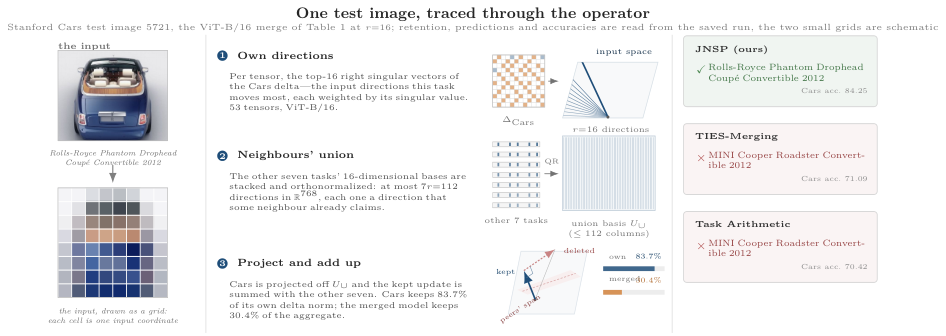 One test image, traced through the operator
Stanford Cars test image 5721, the ViT-B/16 merge of Table 1 at r=16; retention, predictions and accuracies are read from the saved run, the two small grids are schematic
the input
Rolls-Royce Phantom Drophead
Coupé Convertible 2012
the input, drawn as a grid:
each cell is one input coordinate
1 Own directions
Per tensor, the top-16 right singular vectors of
the Cars delta—the input directions this task
moves most, each weighted by its singular value.
53 tensors, ViT-B/16.
2 Neighbours' union
The other seven tasks' 16-dimensional bases are
stacked and orthonormalized: at most 7r=112
directions in ℝ^768, each one a direction that
some neighbour already claims.
3 Project and add up
Cars is projected off U∪ and the kept update is
summed with the other seven. Cars keeps 83.7%
of its own delta norm; the merged model keeps
30.4% of the aggregate.
input space
ΔCars
r=16 directions
QR
other 7 tasks
union basis U∪
(≤ 112 columns)
deleted
kept
peers' span
own 83.7%
merged 30.4%
JNSP (ours)
✓ Rolls-Royce Phantom Drophead
Coupé Convertible 2012
Cars acc. 84.25
TIES-Merging
× MINI Cooper Roadster Convert-
ible 2012
Cars acc. 71.09
Task Arithmetic
× MINI Cooper Roadster Convert-
ible 2012
Cars acc. 70.42